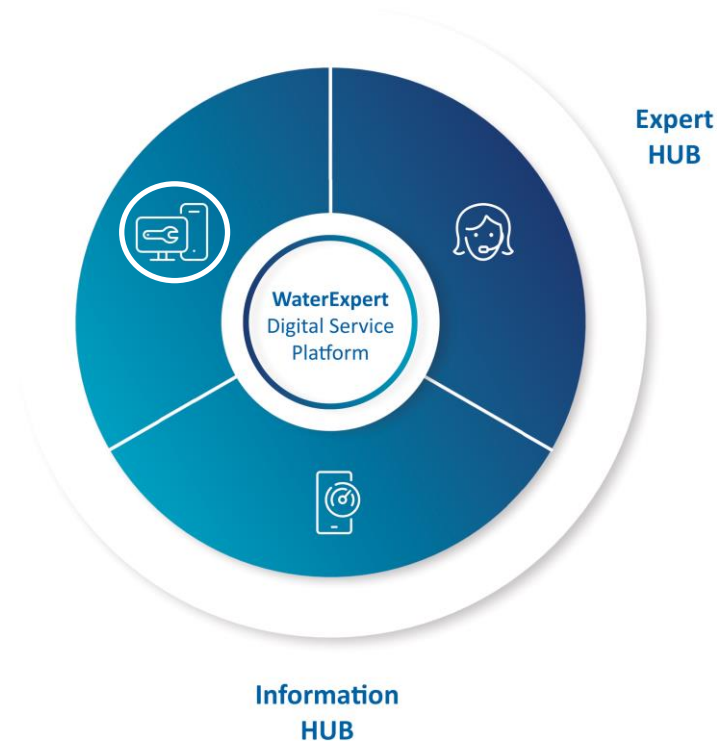 Expert
HUB
WaterExpert
Digital Service
Platform
Information
HUB